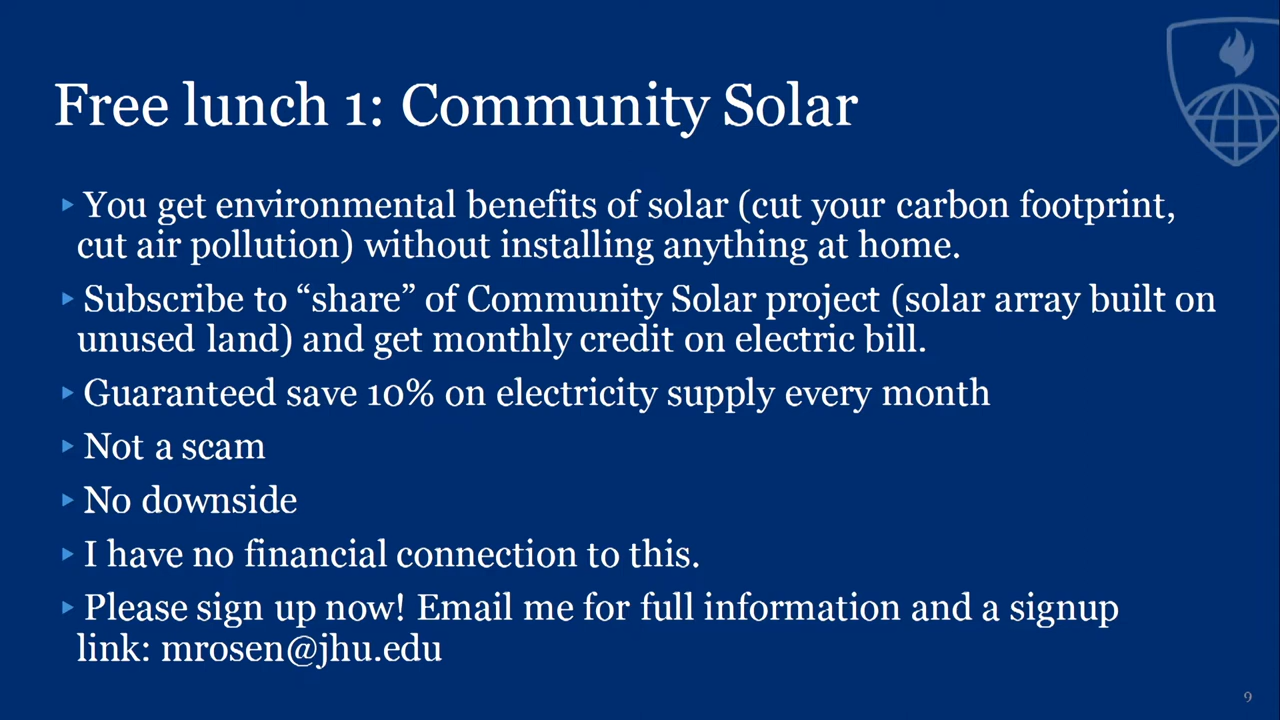 Free lunch 1: Community Solar
▸ You get environmental benefits of solar (cut your carbon footprint,
cut air pollution) without installing anything at home.
▸ Subscribe to “share” of Community Solar project (solar array built on
unused land) and get monthly credit on electric bill.
▸ Guaranteed save 10% on electricity supply every month
▸ Not a scam
▸ No downside
▸ I have no financial connection to this.
▸ Please sign up now! Email me for full information and a signup
link: mrosen@jhu.edu
9